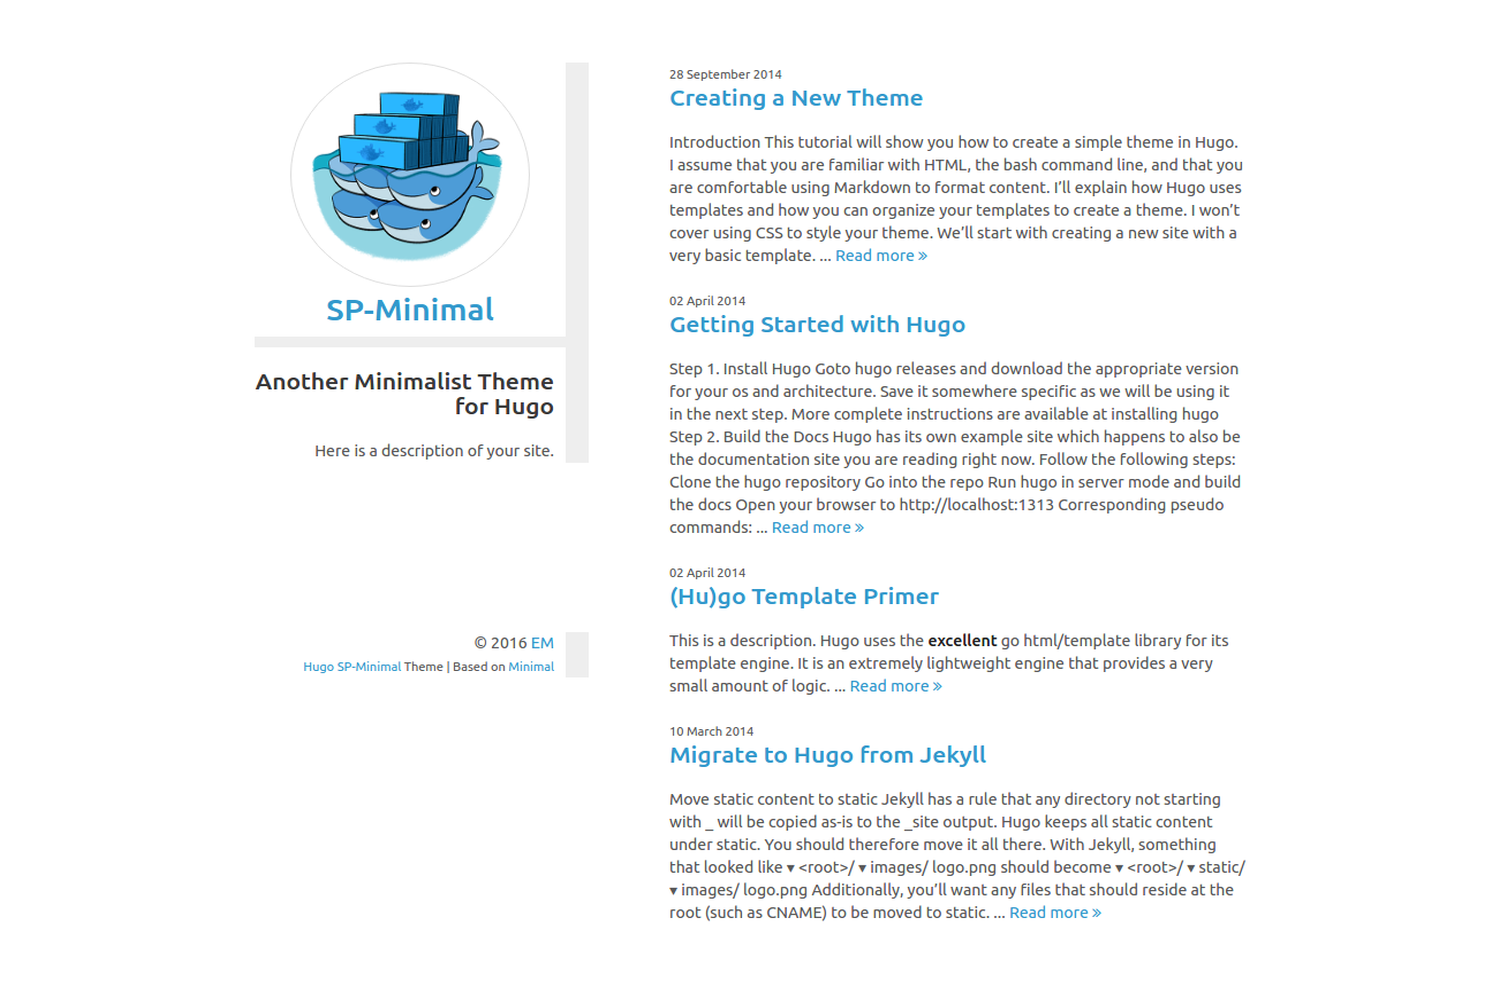 SP-Minimal
Another Minimalist Theme
for Hugo
Here is a description of your site.
© 2016 EM
Hugo SP-Minimal Theme | Based on Minimal
28 September 2014
Creating a New Theme
Introduction This tutorial will show you how to create a simple theme in Hugo.
I assume that you are familiar with HTML, the bash command line, and that you
are comfortable using Markdown to format content. I’ll explain how Hugo uses
templates and how you can organize your templates to create a theme. I won’t
cover using CSS to style your theme. We’ll start with creating a new site with a
very basic template. ... Read more »
02 April 2014
Getting Started with Hugo
Step 1. Install Hugo Goto hugo releases and download the appropriate version
for your os and architecture. Save it somewhere specific as we will be using it
in the next step. More complete instructions are available at installing hugo
Step 2. Build the Docs Hugo has its own example site which happens to also be
the documentation site you are reading right now. Follow the following steps:
Clone the hugo repository Go into the repo Run hugo in server mode and build
the docs Open your browser to http://localhost:1313 Corresponding pseudo
commands: ... Read more »
02 April 2014
(Hu)go Template Primer
This is a description. Hugo uses the excellent go html/template library for its
template engine. It is an extremely lightweight engine that provides a very
small amount of logic. ... Read more »
10 March 2014
Migrate to Hugo from Jekyll
Move static content to static Jekyll has a rule that any directory not starting
with _ will be copied as-is to the _site output. Hugo keeps all static content
under static. You should therefore move it all there. With Jekyll, something
that looked like ▾ <root>/ ▾ images/ logo.png should become ▾ <root>/ ▾ static/
▾ images/ logo.png Additionally, you’ll want any files that should reside at the
root (such as CNAME) to be moved to static. ... Read more »